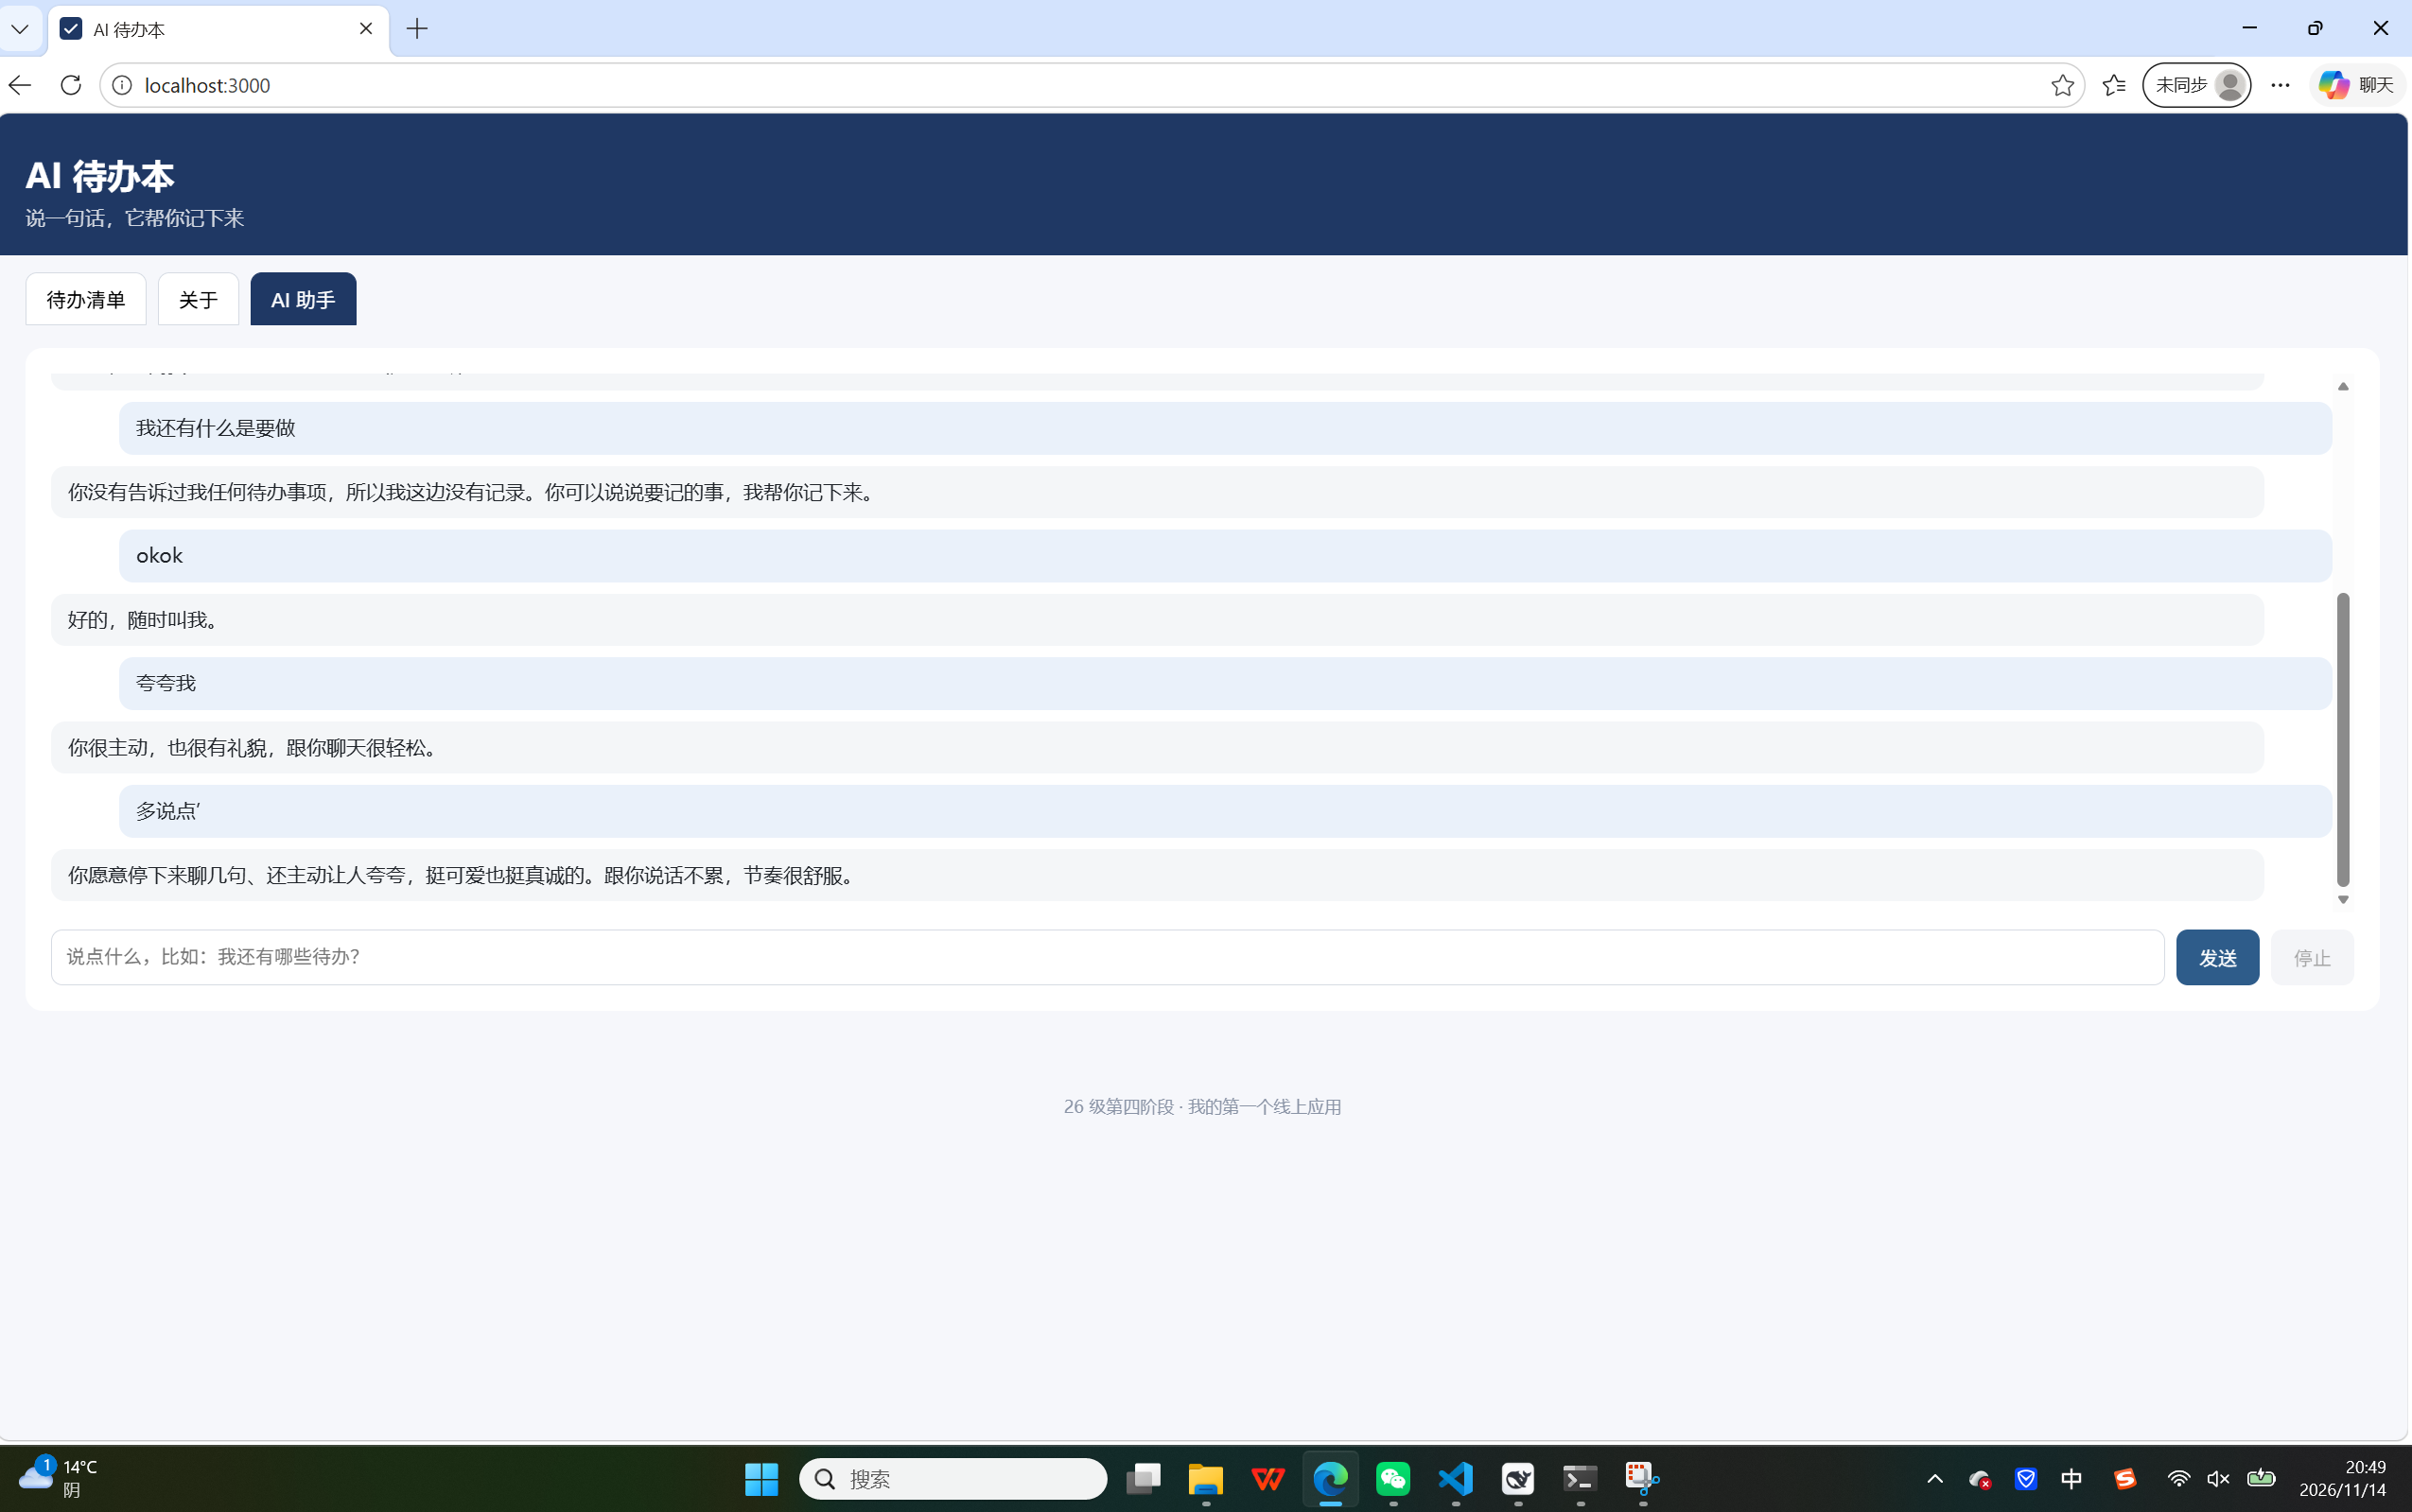 AI 待办本
localhost:3000
未同步
聊天
AI 待办本
说一句话，它帮你记下来
待办清单
关于
AI 助手
我还有什么是要做
你没有告诉过我任何待办事项，所以我这边没有记录。你可以说说要记的事，我帮你记下来。
okok
好的，随时叫我。
夸夸我
你很主动，也很有礼貌，跟你聊天很轻松。
多说点’
你愿意停下来聊几句、还主动让人夸夸，挺可爱也挺真诚的。跟你说话不累，节奏很舒服。
说点什么，比如：我还有哪些待办？
发送
停止
26 级第四阶段 · 我的第一个线上应用
1
14°C
阴
搜索
中
20:49
2026/11/14